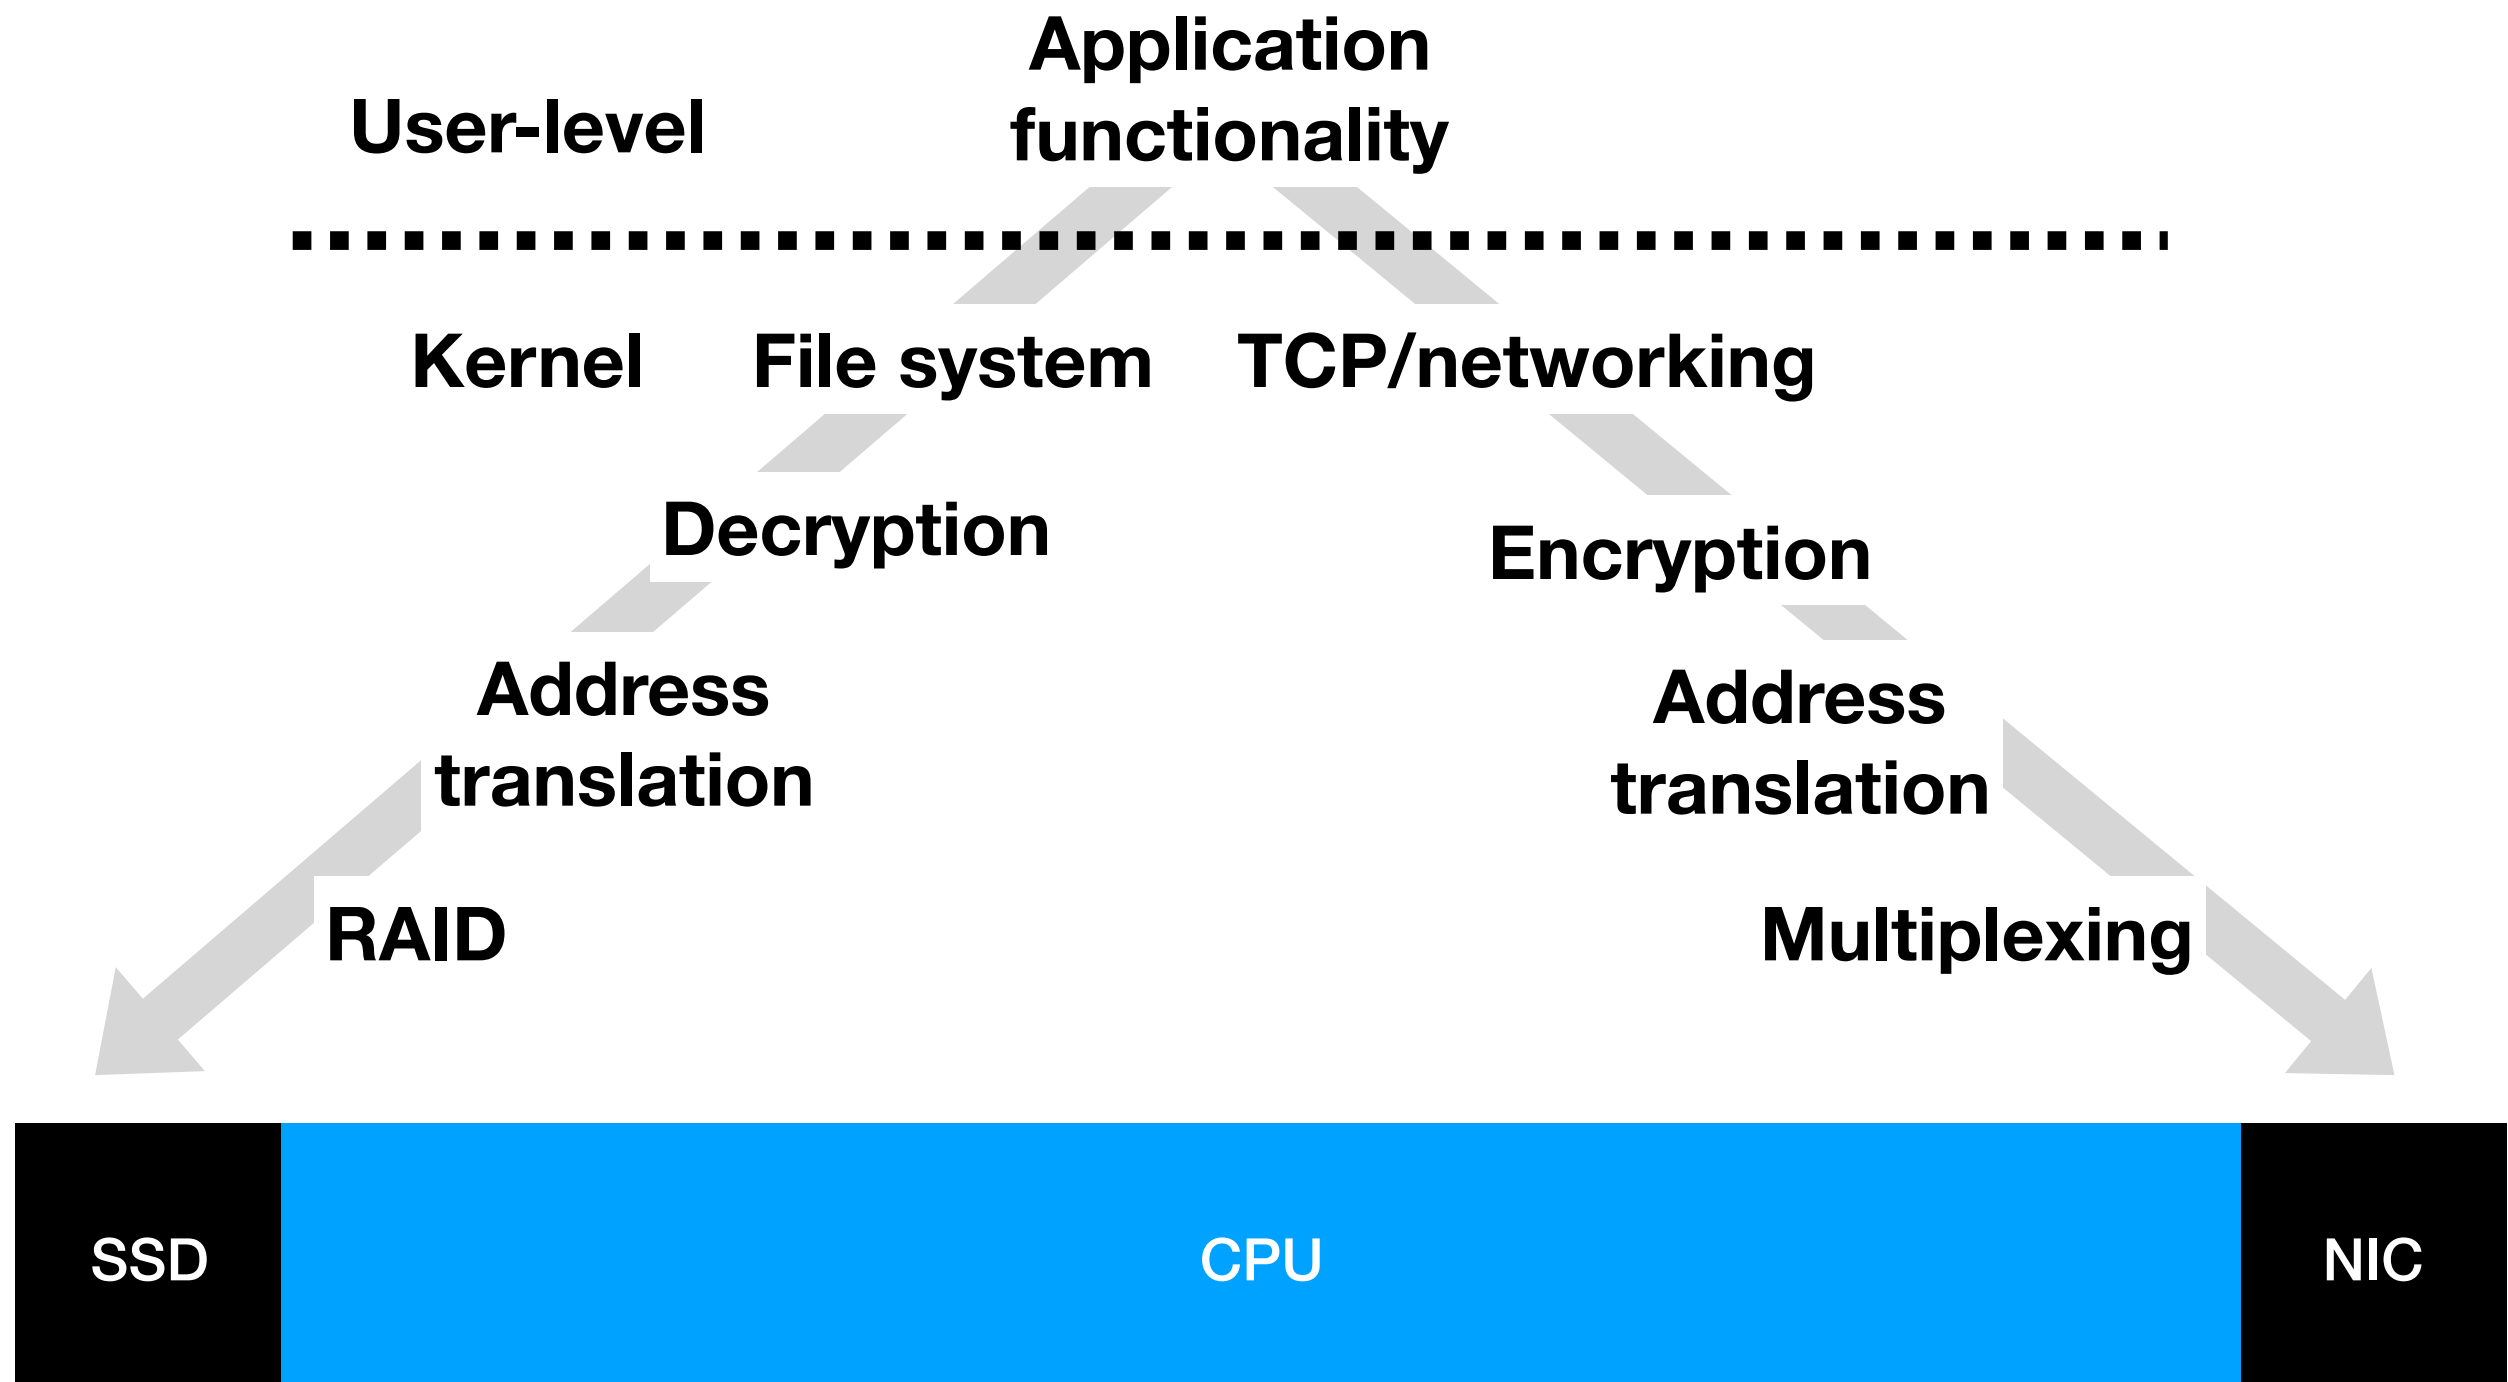 Application
functionality
User-level
Kernel
File system
TCP/networking
Decryption
Encryption
Address
translation
Address
translation
RAID
Multiplexing
SSD
CPU
NIC